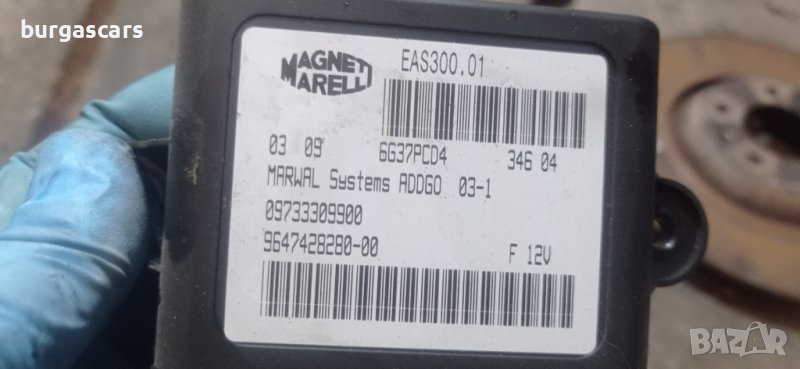 burgascars
MAGNETI MARELLI
EAS300.01
03 09 6G37PCD4 346 04
MARWAL Systems ADDGO 03-1
09733309900
9647428280-00 F 12V
BAZAR